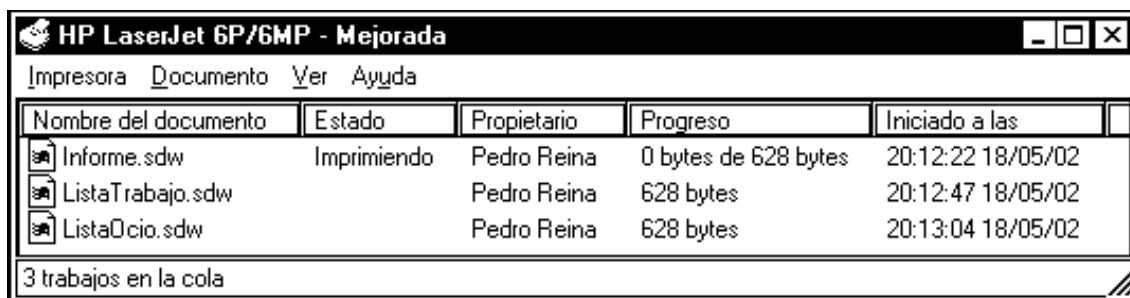 HP LaserJet 6P/6MP - Mejorada
Impresora Documento Ver Ayuda
Nombre del documento Estado Propietario Progreso Iniciado a las
Informe.sdw Imprimiendo Pedro Reina 0 bytes de 628 bytes 20:12:22 18/05/02
ListaTrabajo.sdw Pedro Reina 628 bytes 20:12:47 18/05/02
ListaOcio.sdw Pedro Reina 628 bytes 20:13:04 18/05/02
3 trabajos en la cola